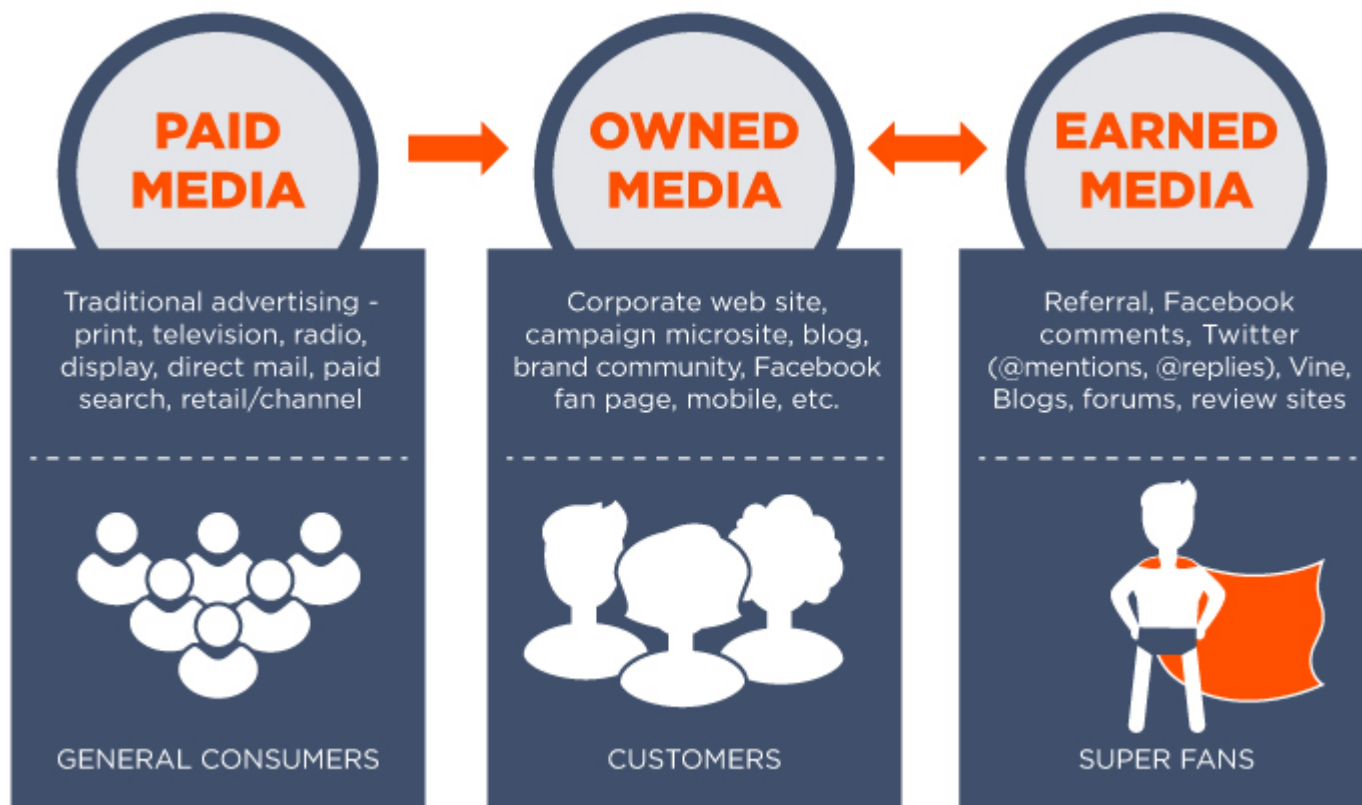 PAID
MEDIA
Traditional advertising -
print, television, radio,
display, direct mail, paid
search, retail/channel
GENERAL CONSUMERS
OWNED
MEDIA
Corporate web site,
campaign microsite, blog,
brand community, Facebook
fan page, mobile, etc.
CUSTOMERS
EARNED
MEDIA
Referral, Facebook
comments, Twitter
(@mentions, @replies), Vine,
Blogs, forums, review sites
SUPER FANS